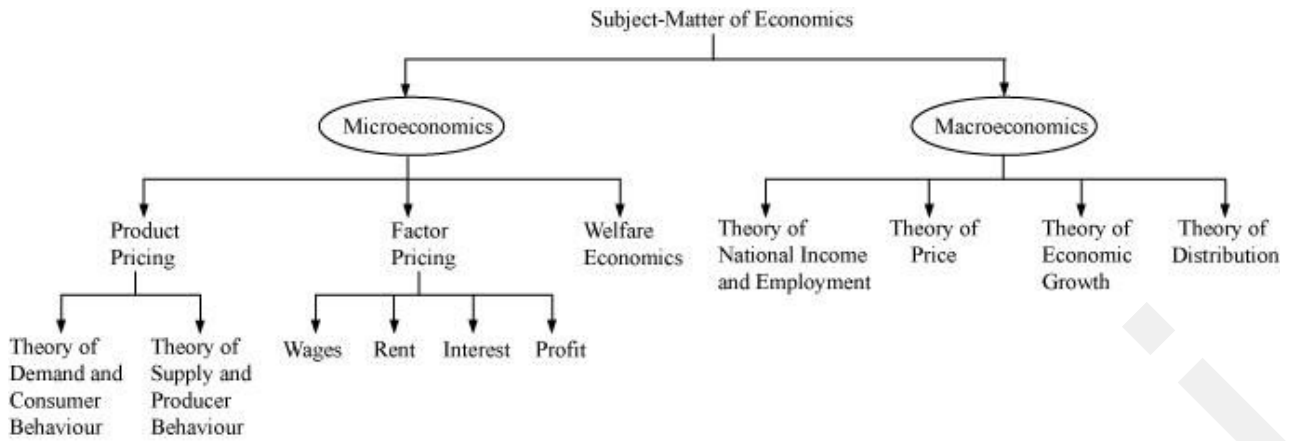 Subject-Matter of Economics
Microeconomics
Macroeconomics
Product
Pricing
Factor
Pricing
Welfare
Economics
Theory of
National Income
and Employment
Theory of
Price
Theory of
Economic
Growth
Theory of
Distribution
Theory of
Demand and
Consumer
Behaviour
Theory of
Supply and
Producer
Behaviour
Wages
Rent
Interest
Profit